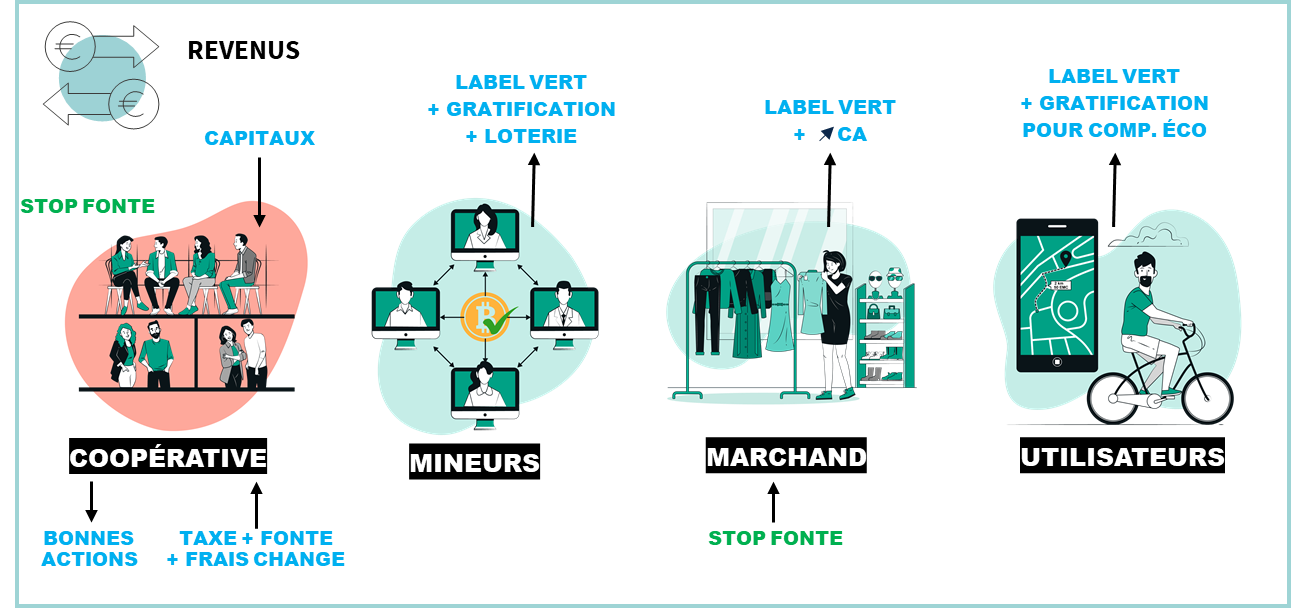 REVENUS
CAPITAUX
STOP FONTE
COOPÉRATIVE
BONNES
ACTIONS
TAXE + FONTE
+ FRAIS CHANGE
LABEL VERT
+ GRATIFICATION
+ LOTERIE
MINEURS
LABEL VERT
+ CA
MARCHAND
STOP FONTE
LABEL VERT
+ GRATIFICATION
POUR COMP. ÉCO
UTILISATEURS